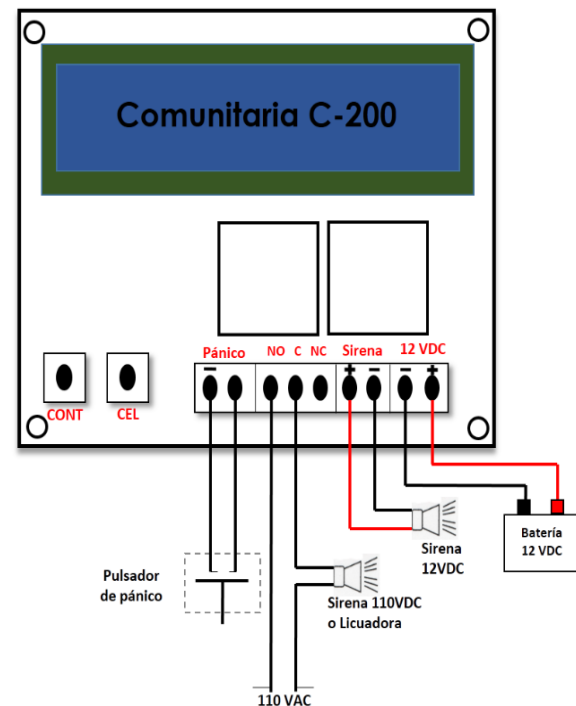 Comunitaria C-200
Pánico NO C NC Sirena 12 VDC
− + − − +
CONT CEL
Batería
12 VDC
Sirena
12VDC
Pulsador
de pánico
Sirena 110VDC
o Licuadora
110 VAC